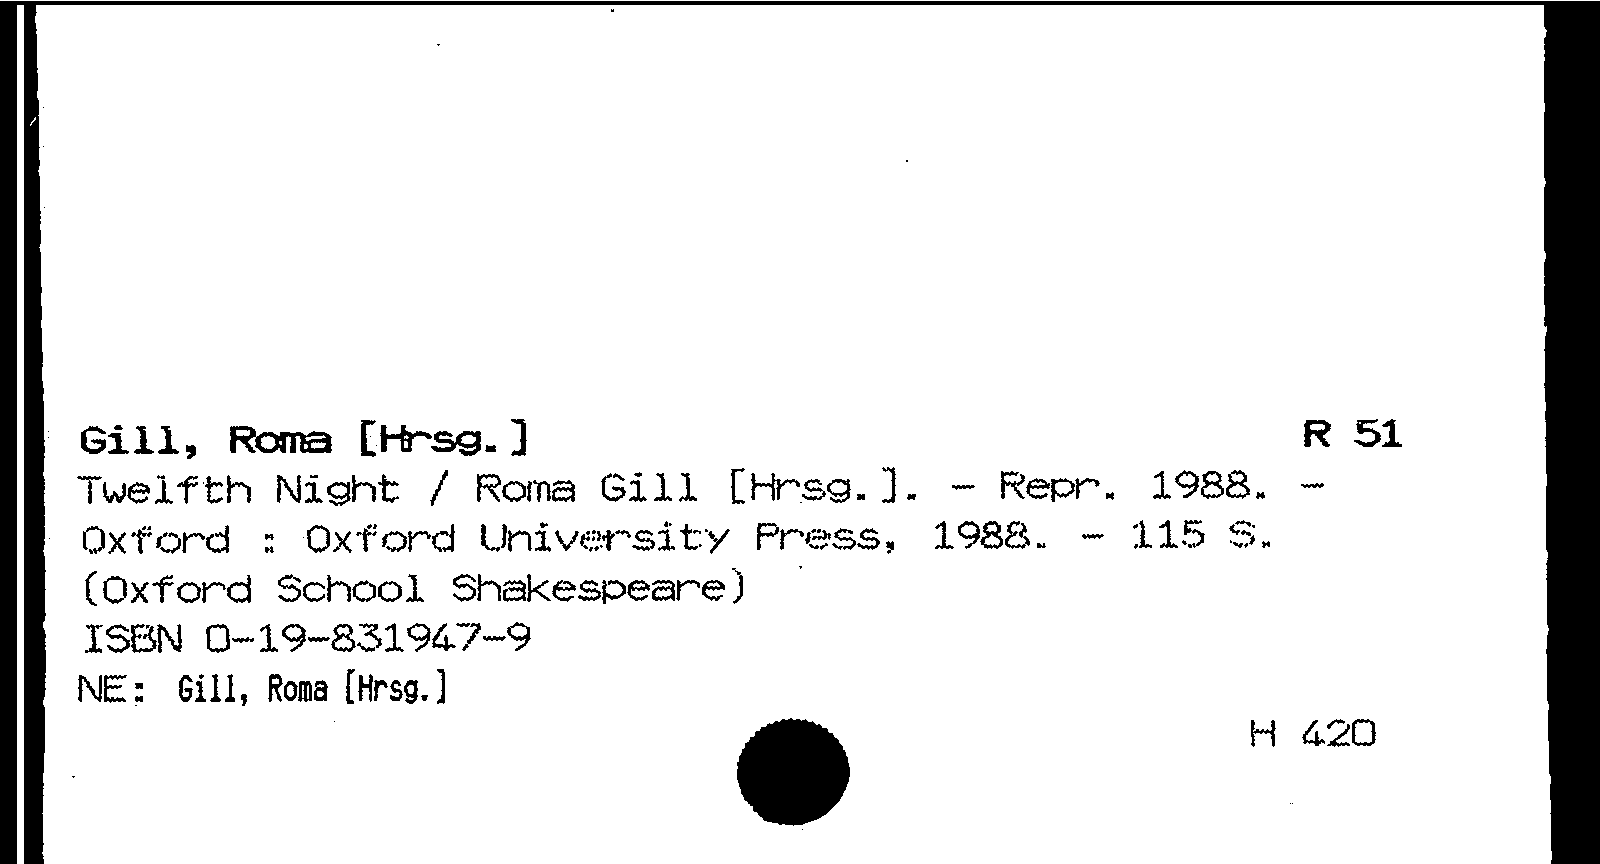 Gill, Roma [Hrsg.] R 51
Twelfth Night / Roma Gill [Hrsg.]. - Repr. 1988. -
Oxford : Oxford University Press, 1988. - 115 S.
(Oxford School Shakespeare)
ISBN 0-19-831947-9
NE: Gill, Roma [Hrsg.]
H 420